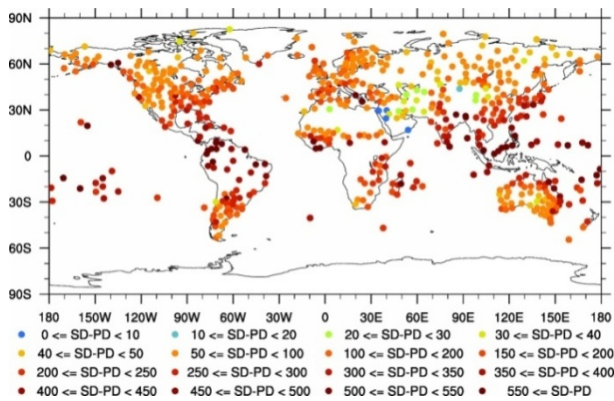 90N
60N
30N
0
30S
60S
90S
180 150W 120W 90W 60W 30W 0 30E 60E 90E 120E 150E 180
0 <= SD-PD < 10 10 <= SD-PD < 20 20 <= SD-PD < 30 30 <= SD-PD < 40
40 <= SD-PD < 50 50 <= SD-PD < 100 100 <= SD-PD < 200 150 <= SD-PD < 200
200 <= SD-PD < 250 250 <= SD-PD < 300 300 <= SD-PD < 350 350 <= SD-PD < 400
400 <= SD-PD < 450 450 <= SD-PD < 500 500 <= SD-PD < 550 550 <= SD-PD